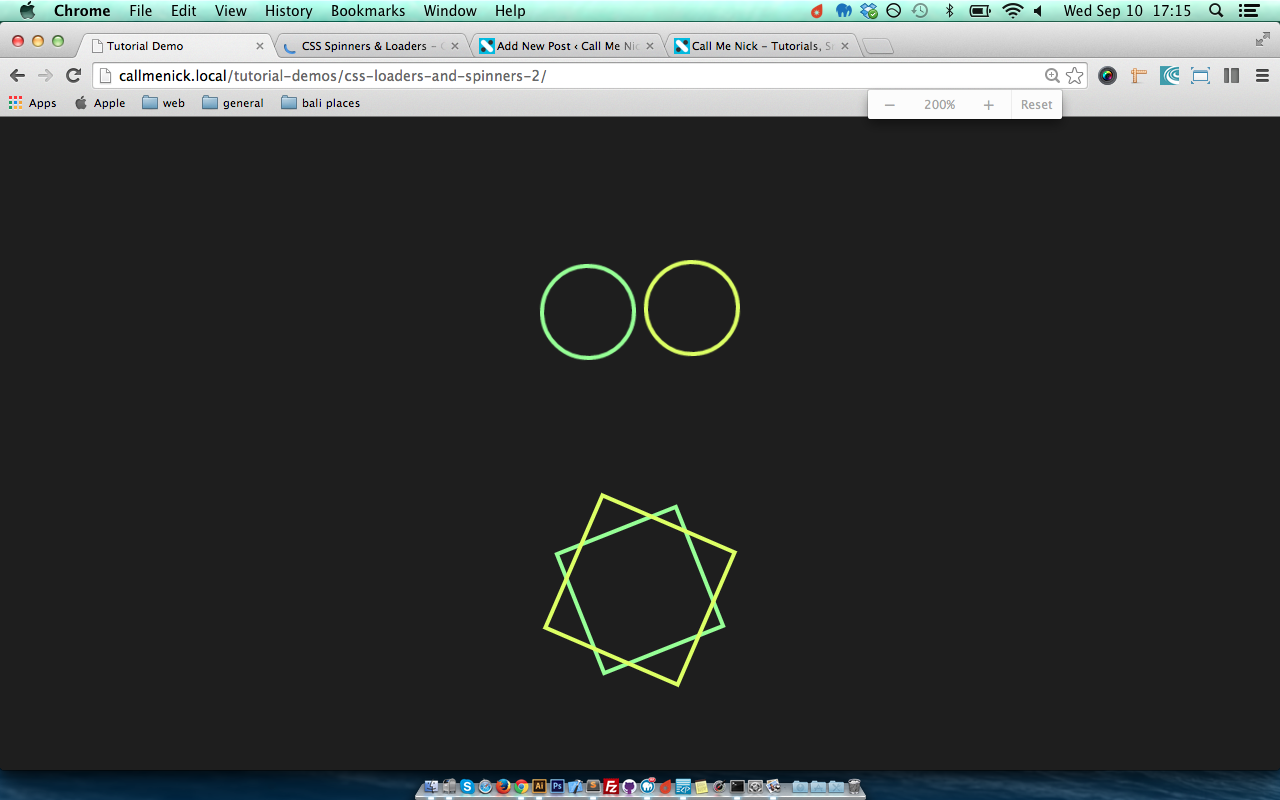 Chrome File Edit View History Bookmarks Window Help Wed Sep 10 17:15
Tutorial Demo CSS Spinners & Loaders – Add New Post ‹ Call Me Nic Call Me Nick – Tutorials, S
callmenick.local/tutorial-demos/css-loaders-and-spinners-2/
Apps Apple web general bali places
− 200% + Reset